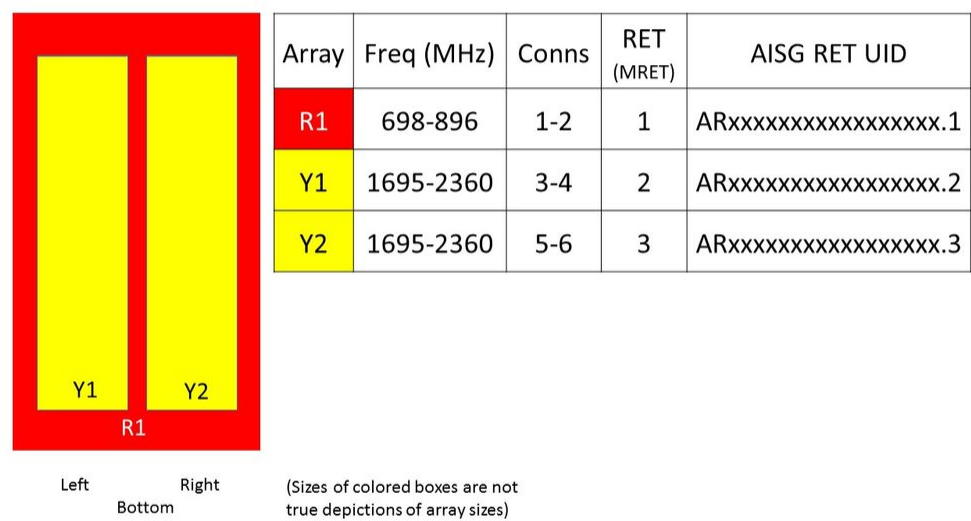 Array Freq (MHz) Conns RET (MRET) AISG RET UID
R1 698-896 1-2 1 ARxxxxxxxxxxxxxxxxx.1
Y1 1695-2360 3-4 2 ARxxxxxxxxxxxxxxxxx.2
Y2 1695-2360 5-6 3 ARxxxxxxxxxxxxxxxxx.3
Y1 Y2
R1
Left Right
Bottom
(Sizes of colored boxes are not
true depictions of array sizes)